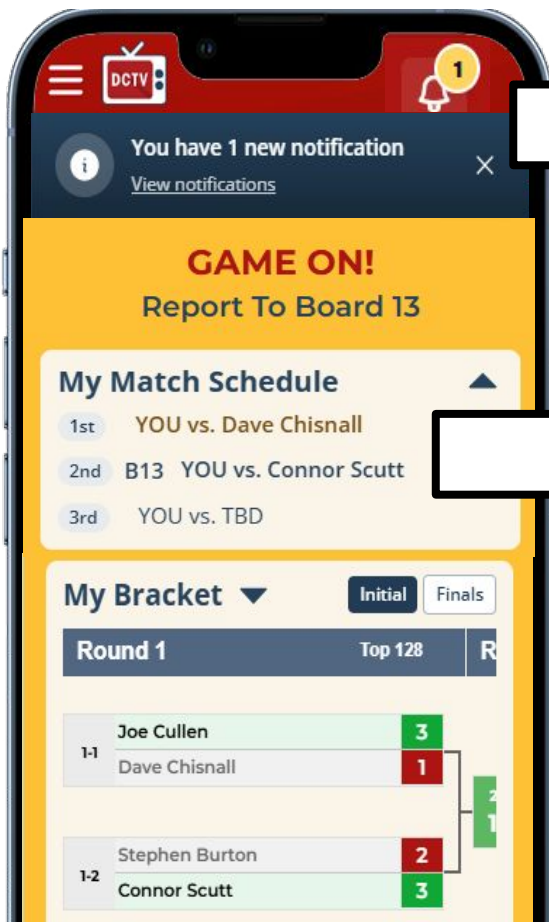 DCTV
1
You have 1 new notification
View notifications
GAME ON!
Report To Board 13
My Match Schedule
1st YOU vs. Dave Chisnall
2nd B13 YOU vs. Connor Scutt
3rd YOU vs. TBD
My Bracket Initial Finals
Round 1 Top 128 R
Joe Cullen 3
1-1
Dave Chisnall 1
2
1
Stephen Burton 2
1-2
Connor Scutt 3